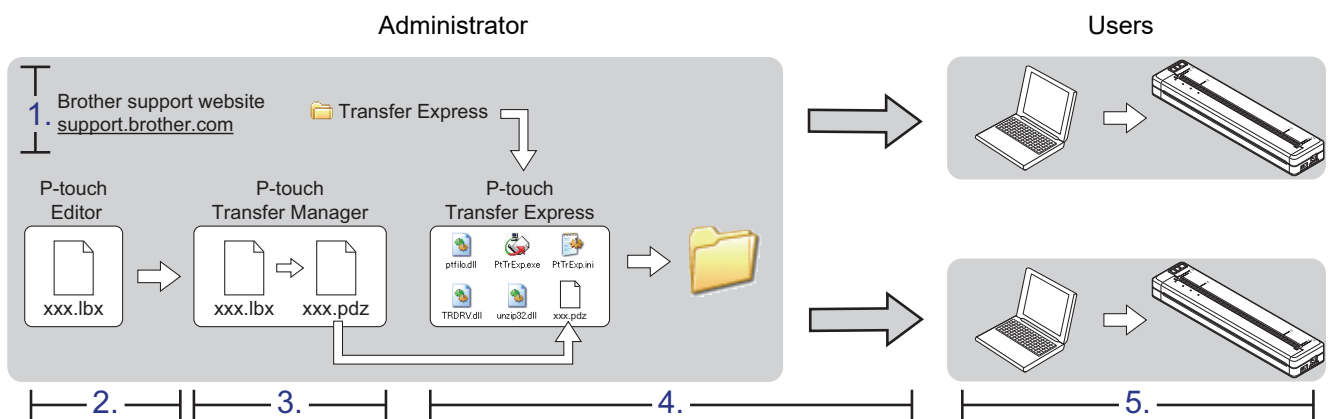 Administrator
Users
1.
Brother support website
support.brother.com
Transfer Express
P-touch
Editor
xxx.lbx
P-touch
Transfer Manager
xxx.lbx
xxx.pdz
P-touch
Transfer Express
ptfilo.dll
PtTrExp.exe
PtTrExp.ini
TRDRV.dll
unzip32.dll
xxx.pdz
2.
3.
4.
5.